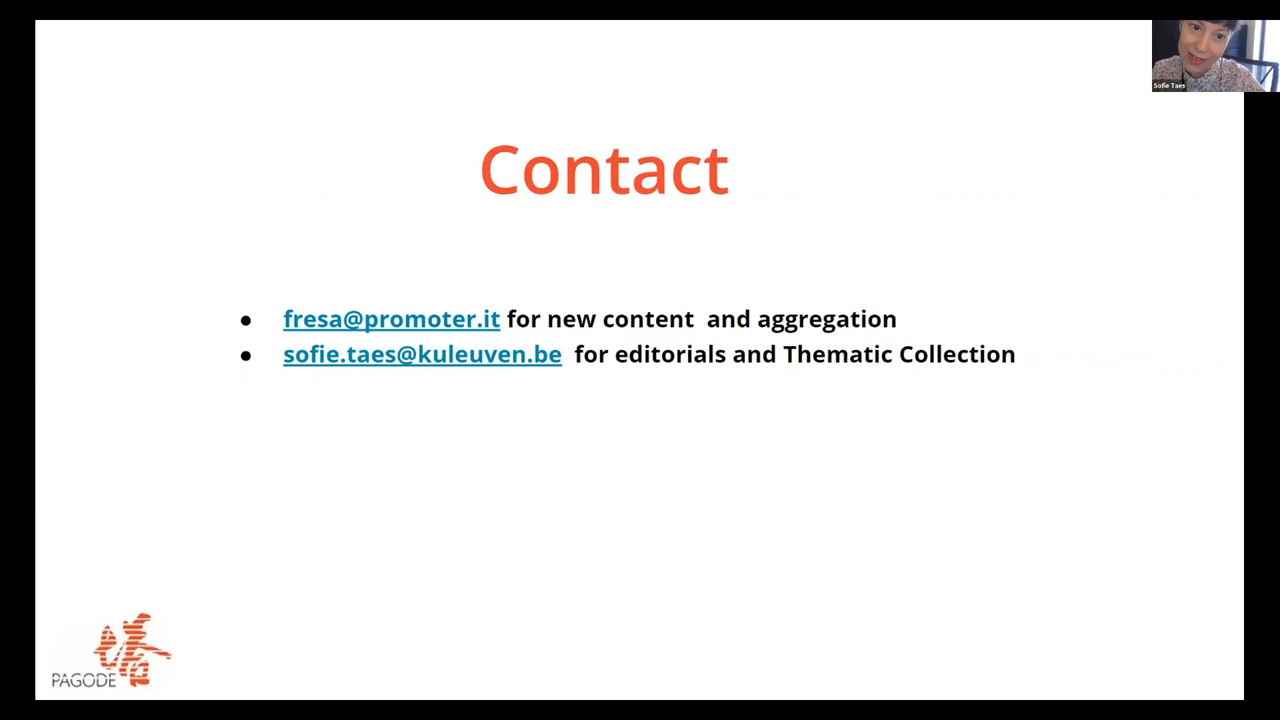 Sofie Taes
Contact
● fresa@promoter.it for new content and aggregation
● sofie.taes@kuleuven.be for editorials and Thematic Collection
PAGODE